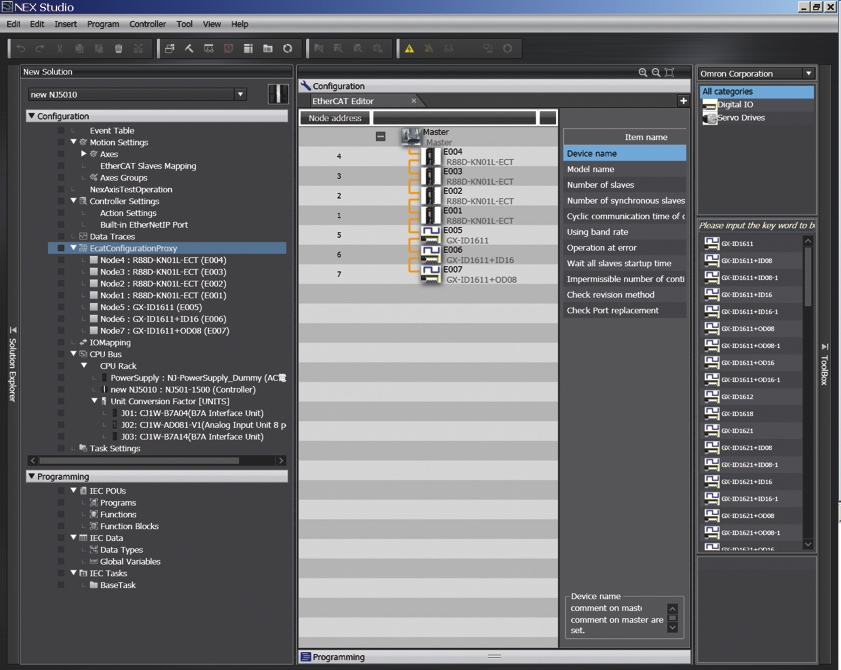 NEX Studio
Edit Edit Insert Program Controller Tool View Help
New Solution
new NJ5010
Configuration
Event Table
Motion Settings
Axes
EtherCAT Slaves Mapping
Axes Groups
NexAxisTestOperation
Controller Settings
Action Settings
Built-in EtherNetIP Port
Data Traces
EcatConfigurationProxy
Node4 : R88D-KN01L-ECT (E004)
Node3 : R88D-KN01L-ECT (E003)
Node2 : R88D-KN01L-ECT (E002)
Node1 : R88D-KN01L-ECT (E001)
Node5 : GX-ID1611 (E005)
Node6 : GX-ID1611+ID16 (E006)
Node7 : GX-ID1611+OD08 (E007)
IOMapping
CPU Bus
CPU Rack
PowerSupply : NJ-PowerSupply_Dummy (AC
new NJ5010 : NJ501-1500 (Controller)
Unit Conversion Factor [UNITS]
J01: CJ1W-B7A04(B7A Interface Unit)
J02: CJ1W-AD081-V1(Analog Input Unit 8 p
J03: CJ1W-B7A14(B7A Interface Unit)
Task Settings
Programming
IEC POUs
Programs
Functions
Function Blocks
IEC Data
Data Types
Global Variables
IEC Tasks
BaseTask
Solution Explorer
Configuration
EtherCAT Editor
Node address
Master
Master
4 E004
R88D-KN01L-ECT
3 E003
R88D-KN01L-ECT
2 E002
R88D-KN01L-ECT
1 E001
R88D-KN01L-ECT
5 E005
GX-ID1611
6 E006
GX-ID1611+ID16
7 E007
GX-ID1611+OD08
Item name
Device name
Model name
Number of slaves
Number of synchronous slaves
Cyclic communication time of c
Using band rate
Operation at error
Wait all slaves startup time
Impermissible number of conti
Check revision method
Check Port replacement
Device name
comment on maste
comment on master are
set.
Programming
Omron Corporation
All categories
Digital IO
Servo Drives
Please input the key word to b
GX-ID1611
GX-ID1611+ID08
GX-ID1611+ID08-1
GX-ID1611+ID16
GX-ID1611+ID16-1
GX-ID1611+OD08
GX-ID1611+OD08-1
GX-ID1611+OD16
GX-ID1611+OD16-1
GX-ID1612
GX-ID1618
GX-ID1621
GX-ID1621+ID08
GX-ID1621+ID08-1
GX-ID1621+ID16
GX-ID1621+ID16-1
GX-ID1621+OD08
GX-ID1621+OD08-1
GX-ID1621+OD16
ToolBox